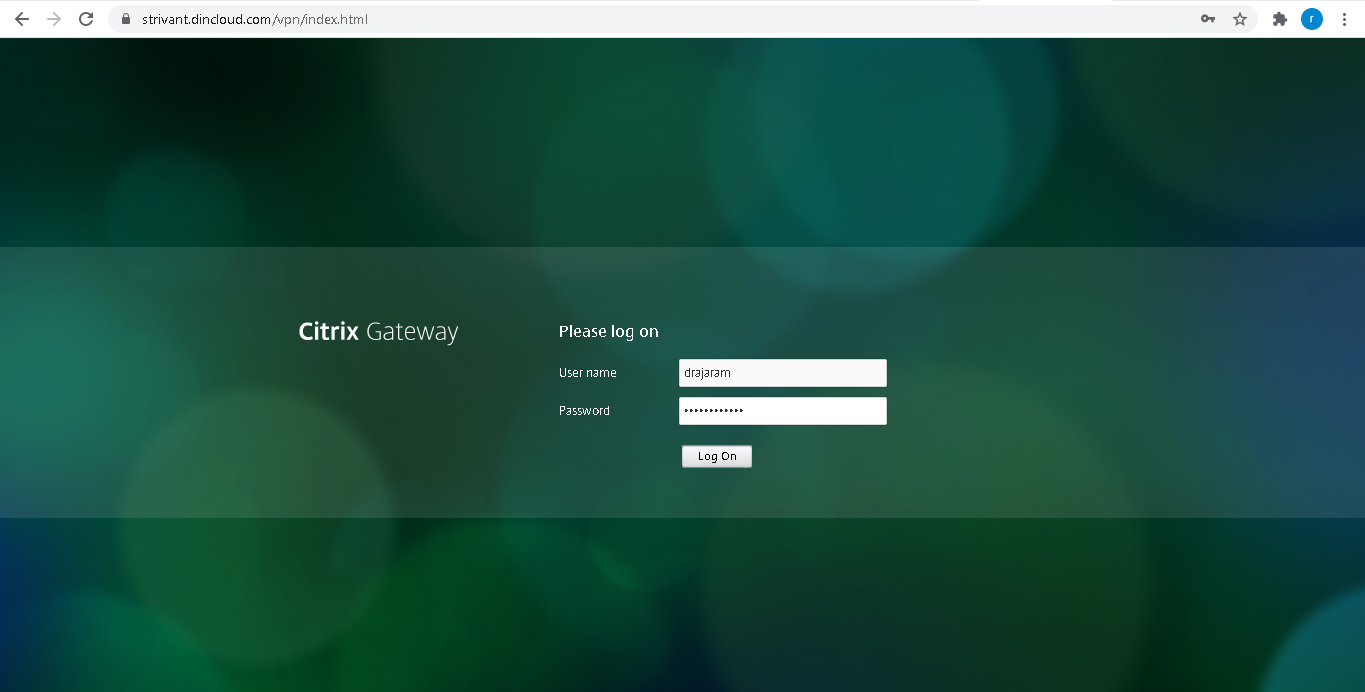 strivant.dincloud.com/vpn/index.html
r
Citrix Gateway
Please log on
User name
drajaram
Password
••••••••••••
Log On